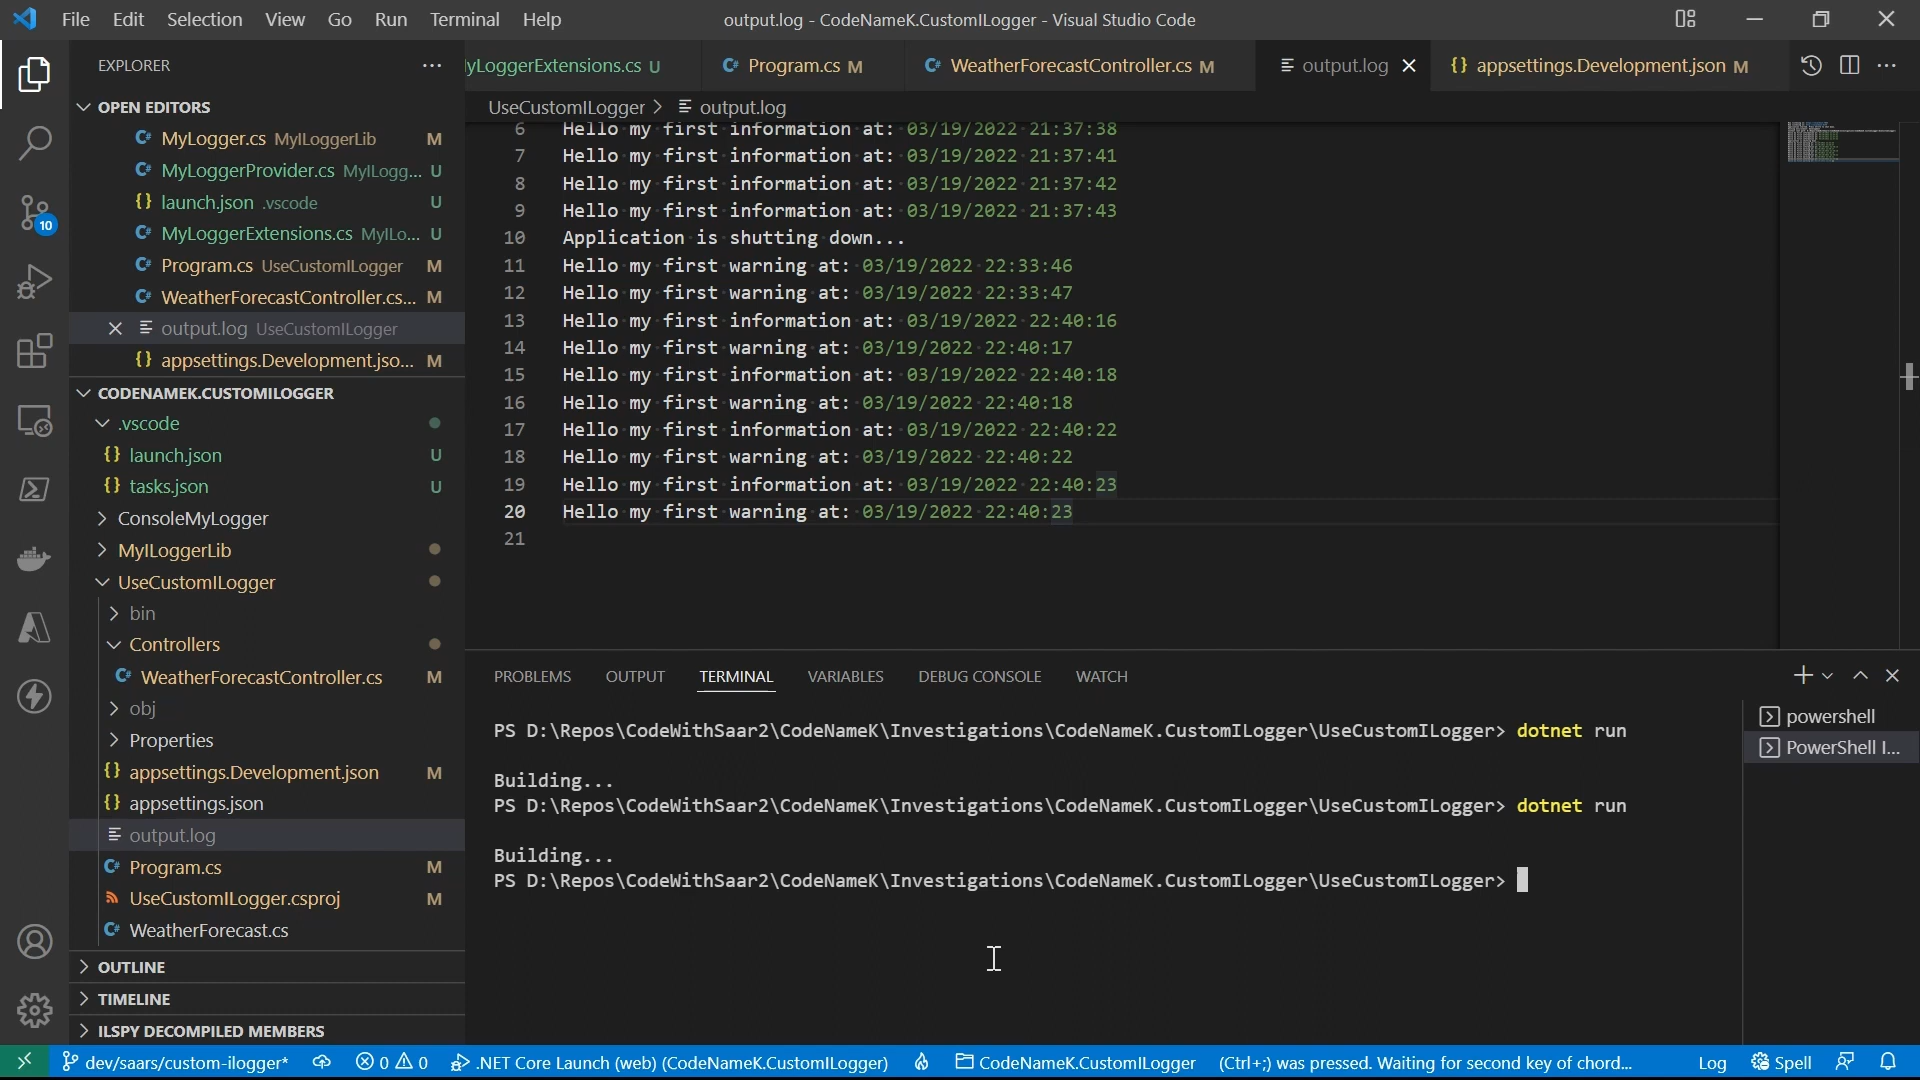 File Edit Selection View Go Run Terminal Help
output.log - CodeNameK.CustomILogger - Visual Studio Code
EXPLORER
OPEN EDITORS
MyLogger.cs MyILoggerLib M
MyLoggerProvider.cs MyILogg... U
launch.json .vscode U
MyLoggerExtensions.cs MyILo... U
Program.cs UseCustomILogger M
WeatherForecastController.cs... M
output.log UseCustomILogger
appsettings.Development.jso... M
CODENAMEK.CUSTOMILOGGER
.vscode
launch.json U
tasks.json U
ConsoleMyLogger
MyILoggerLib
UseCustomILogger
bin
Controllers
WeatherForecastController.cs M
obj
Properties
appsettings.Development.json M
appsettings.json
output.log
Program.cs M
UseCustomILogger.csproj M
WeatherForecast.cs
OUTLINE
TIMELINE
ILSPY DECOMPILED MEMBERS
10
yLoggerExtensions.cs U
Program.cs M
WeatherForecastController.cs M
output.log
appsettings.Development.json M
UseCustomILogger > output.log
6 Hello my first information at: 03/19/2022 21:37:38
7 Hello my first information at: 03/19/2022 21:37:41
8 Hello my first information at: 03/19/2022 21:37:42
9 Hello my first information at: 03/19/2022 21:37:43
10 Application is shutting down...
11 Hello my first warning at: 03/19/2022 22:33:46
12 Hello my first warning at: 03/19/2022 22:33:47
13 Hello my first information at: 03/19/2022 22:40:16
14 Hello my first warning at: 03/19/2022 22:40:17
15 Hello my first information at: 03/19/2022 22:40:18
16 Hello my first warning at: 03/19/2022 22:40:18
17 Hello my first information at: 03/19/2022 22:40:22
18 Hello my first warning at: 03/19/2022 22:40:22
19 Hello my first information at: 03/19/2022 22:40:23
20 Hello my first warning at: 03/19/2022 22:40:23
21
PROBLEMS OUTPUT TERMINAL VARIABLES DEBUG CONSOLE WATCH
PS D:\Repos\CodeWithSaar2\CodeNameK\Investigations\CodeNameK.CustomILogger\UseCustomILogger> dotnet run
Building...
PS D:\Repos\CodeWithSaar2\CodeNameK\Investigations\CodeNameK.CustomILogger\UseCustomILogger> dotnet run
Building...
PS D:\Repos\CodeWithSaar2\CodeNameK\Investigations\CodeNameK.CustomILogger\UseCustomILogger>
powershell
PowerShell I...
dev/saars/custom-ilogger* 0 0 .NET Core Launch (web) (CodeNameK.CustomILogger) CodeNameK.CustomILogger (Ctrl+;) was pressed. Waiting for second key of chord... Log Spell